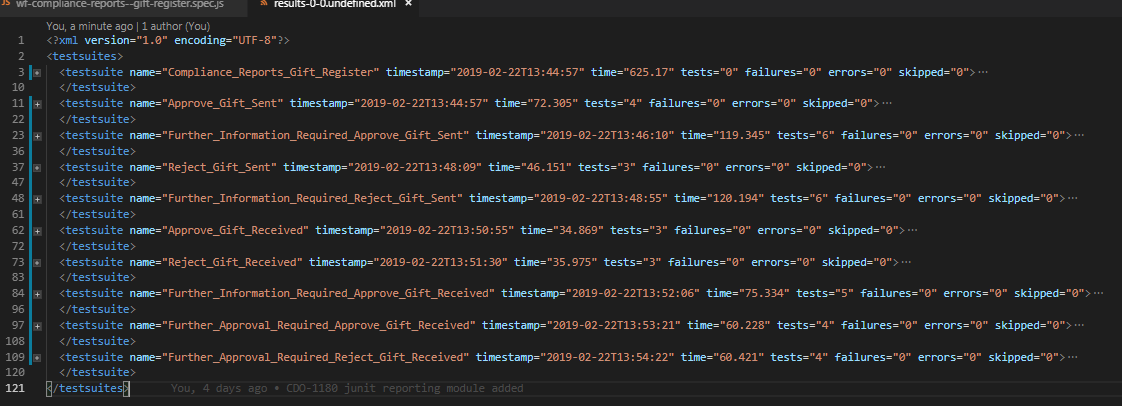 JS wf-compliance-reports--gift-register.spec.js results-0-0.undefined.xml ×
You, a minute ago | 1 author (You)
1 <?xml version="1.0" encoding="UTF-8"?>
2 <testsuites>
3 <testsuite name="Compliance_Reports_Gift_Register" timestamp="2019-02-22T13:44:57" time="625.17" tests="0" failures="0" errors="0" skipped="0">···
10 </testsuite>
11 <testsuite name="Approve_Gift_Sent" timestamp="2019-02-22T13:44:57" time="72.305" tests="4" failures="0" errors="0" skipped="0">···
22 </testsuite>
23 <testsuite name="Further_Information_Required_Approve_Gift_Sent" timestamp="2019-02-22T13:46:10" time="119.345" tests="6" failures="0" errors="0" skipped="0">···
36 </testsuite>
37 <testsuite name="Reject_Gift_Sent" timestamp="2019-02-22T13:48:09" time="46.151" tests="3" failures="0" errors="0" skipped="0">···
47 </testsuite>
48 <testsuite name="Further_Information_Required_Reject_Gift_Sent" timestamp="2019-02-22T13:48:55" time="120.194" tests="6" failures="0" errors="0" skipped="0">···
61 </testsuite>
62 <testsuite name="Approve_Gift_Received" timestamp="2019-02-22T13:50:55" time="34.869" tests="3" failures="0" errors="0" skipped="0">···
72 </testsuite>
73 <testsuite name="Reject_Gift_Received" timestamp="2019-02-22T13:51:30" time="35.975" tests="3" failures="0" errors="0" skipped="0">···
83 </testsuite>
84 <testsuite name="Further_Information_Required_Approve_Gift_Received" timestamp="2019-02-22T13:52:06" time="75.334" tests="5" failures="0" errors="0" skipped="0">···
96 </testsuite>
97 <testsuite name="Further_Approval_Required_Approve_Gift_Received" timestamp="2019-02-22T13:53:21" time="60.228" tests="4" failures="0" errors="0" skipped="0">···
108 </testsuite>
109 <testsuite name="Further_Approval_Required_Reject_Gift_Received" timestamp="2019-02-22T13:54:22" time="60.421" tests="4" failures="0" errors="0" skipped="0">···
120 </testsuite>
121 </testsuites> You, 4 days ago • CDO-1180 junit reporting module added